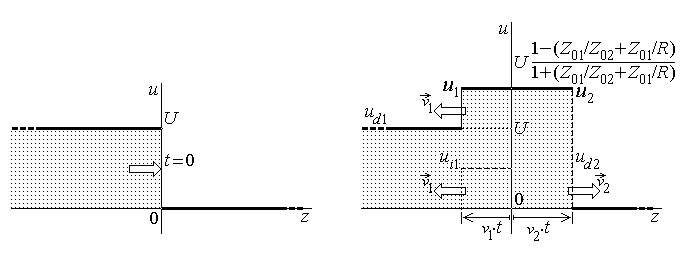 u
U
t=0
0
z
u
U 1−(Z01/Z02+Z01/R)
1+(Z01/Z02+Z01/R)
u1
u2
v1
ud1
U
ui1
ud2
v1
0
v2
z
v1·t
v2·t